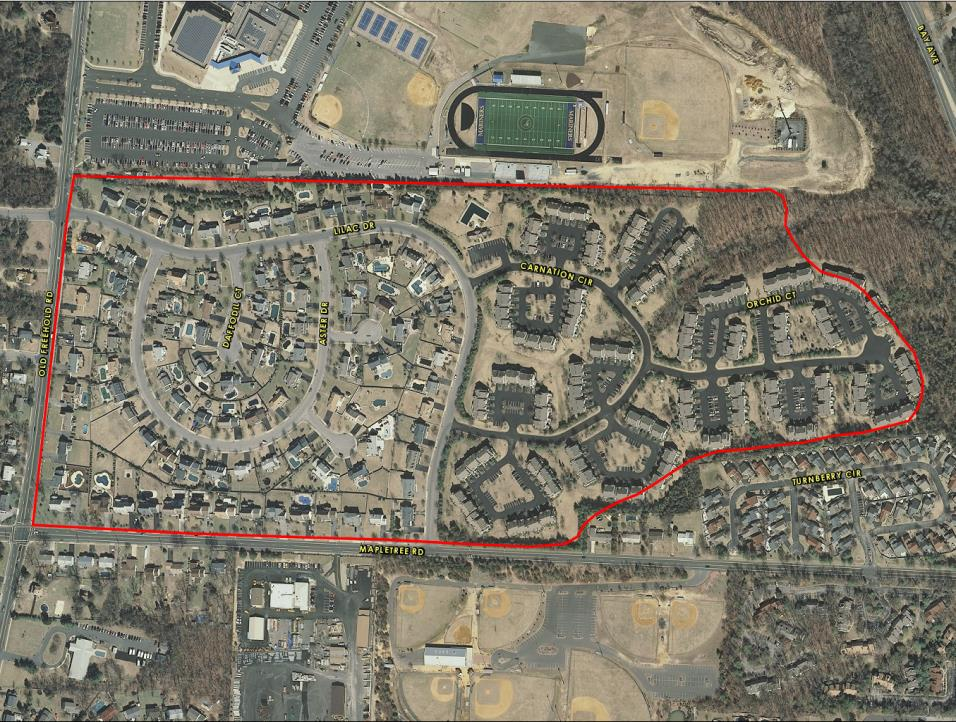 BAY AVE
MARINERS
MARINERS
LILAC DR
CARNATION CIR
ORCHID CT
DAFFODIL CT
ASTER DR
OLD FREEHOLD RD
TURNBERRY CIR
MAPLETREE RD